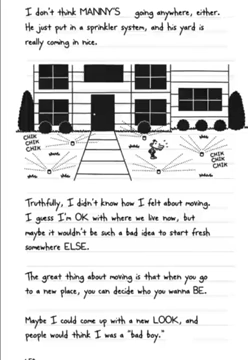 I don't think MANNY'S going anywhere, either.
He just put in a sprinkler system, and his yard is
really coming in nice.
CHIK
CHIK
CHIK
CHIK
CHIK
CHIK
Truthfully, I didn't know how I felt about moving.
I guess I'm OK with where we live now, but
maybe it wouldn't be such a bad idea to start fresh
somewhere ELSE.
The great thing about moving is that when you go
to a new place, you can decide who you wanna BE.
Maybe I could come up with a new LOOK, and
people would think I was a "bad boy."